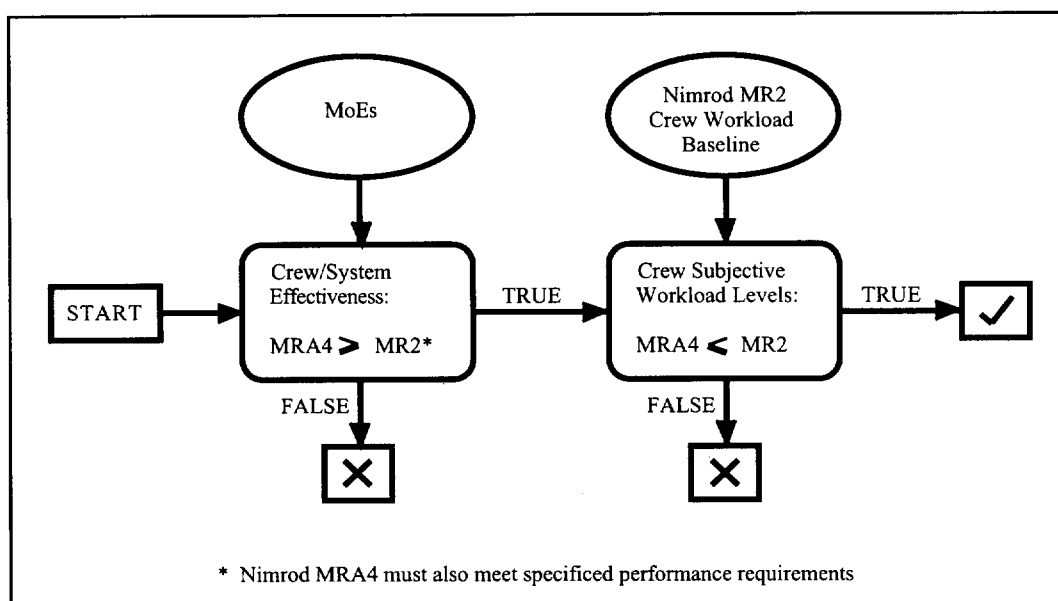 MoEs
Nimrod MR2
Crew Workload
Baseline
START
Crew/System
Effectiveness:
MRA4 > MR2*
TRUE
Crew Subjective
Workload Levels:
MRA4 < MR2
TRUE
FALSE
FALSE
* Nimrod MRA4 must also meet specificed performance requirements